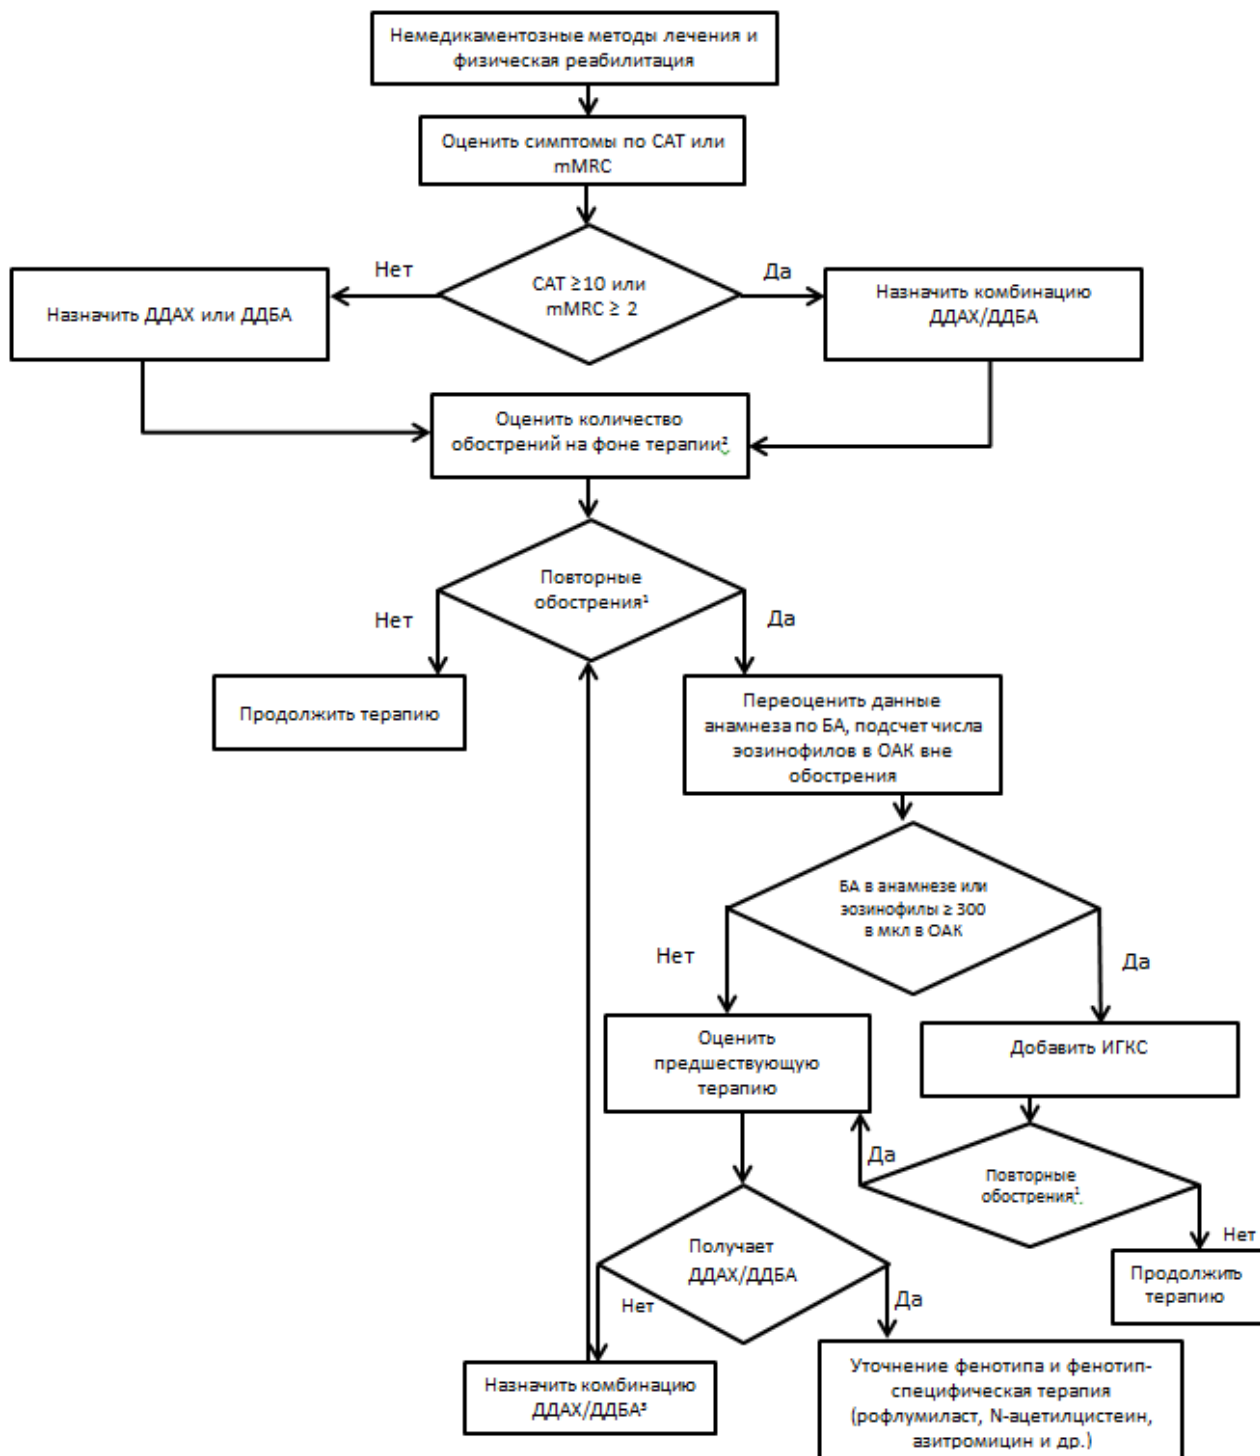 Немедикаментозные методы лечения и
физическая реабилитация
Оценить симптомы по CAT или
mMRC
CAT ≥10 или
mMRC ≥ 2
Нет
Да
Назначить ДДАХ или ДДБА
Назначить комбинацию
ДДАХ/ДДБА
Оценить количество
обострений на фоне терапии²
Повторные
обострения¹
Нет
Да
Продолжить терапию
Переоценить данные
анамнеза по БА, подсчет числа
эозинофилов в ОАК вне
обострения
БА в анамнезе или
эозинофилы ≥ 300
в мкл в ОАК
Нет
Да
Оценить
предшествующую
терапию
Добавить ИГКС
Да
Повторные
обострения¹
Нет
Продолжить
терапию
Получает
ДДАХ/ДДБА
Нет
Да
Назначить комбинацию
ДДАХ/ДДБА³
Уточнение фенотипа и фенотип-
специфическая терапия
(рофлумиласт, N-ацетилцистеин,
азитромицин и др.)